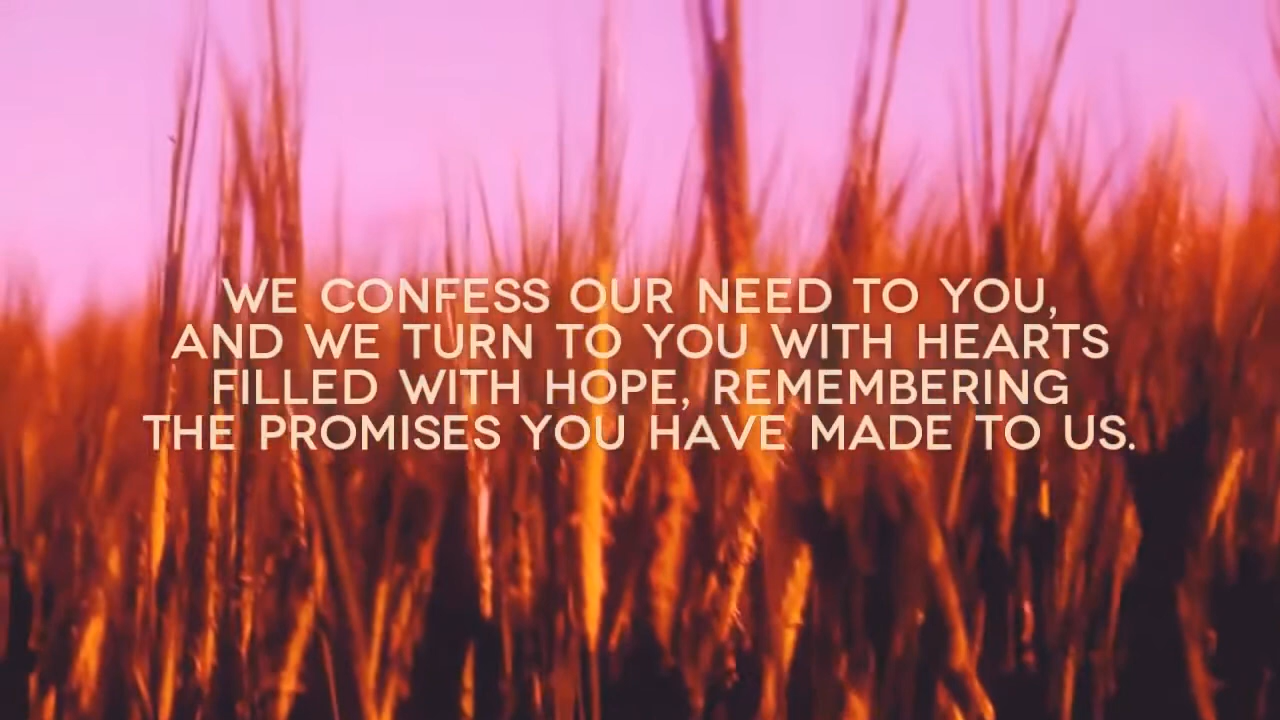 WE CONFESS OUR NEED TO YOU,
AND WE TURN TO YOU WITH HEARTS
FILLED WITH HOPE, REMEMBERING
THE PROMISES YOU HAVE MADE TO US.